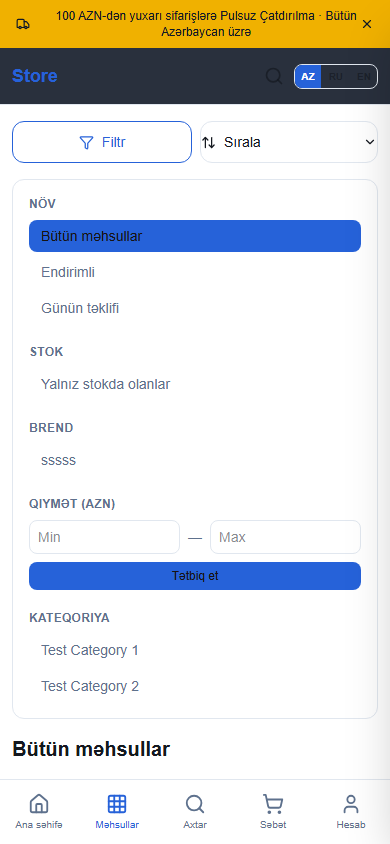 100 AZN-dən yuxarı sifarişlərə Pulsuz Çatdırılma · Bütün
Azərbaycan üzrə
Store
AZ RU EN
Filtr
Sırala
NÖV
Bütün məhsullar
Endirimli
Günün təklifi
STOK
Yalnız stokda olanlar
BREND
sssss
QIYMƏT (AZN)
Min — Max
Tətbiq et
KATEQORIYA
Test Category 1
Test Category 2
Bütün məhsullar
Ana səhifə Məhsullar Axtar Səbət Hesab